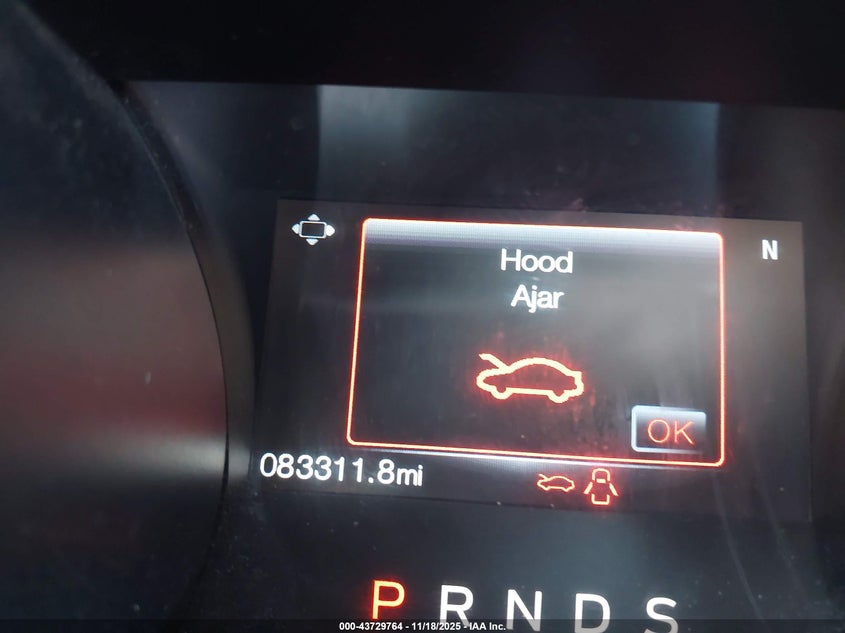 Hood
N
Ajar
OK
083311.8mi
P R N D S
000-43729764 - 11/18/2025 - IAA Inc.